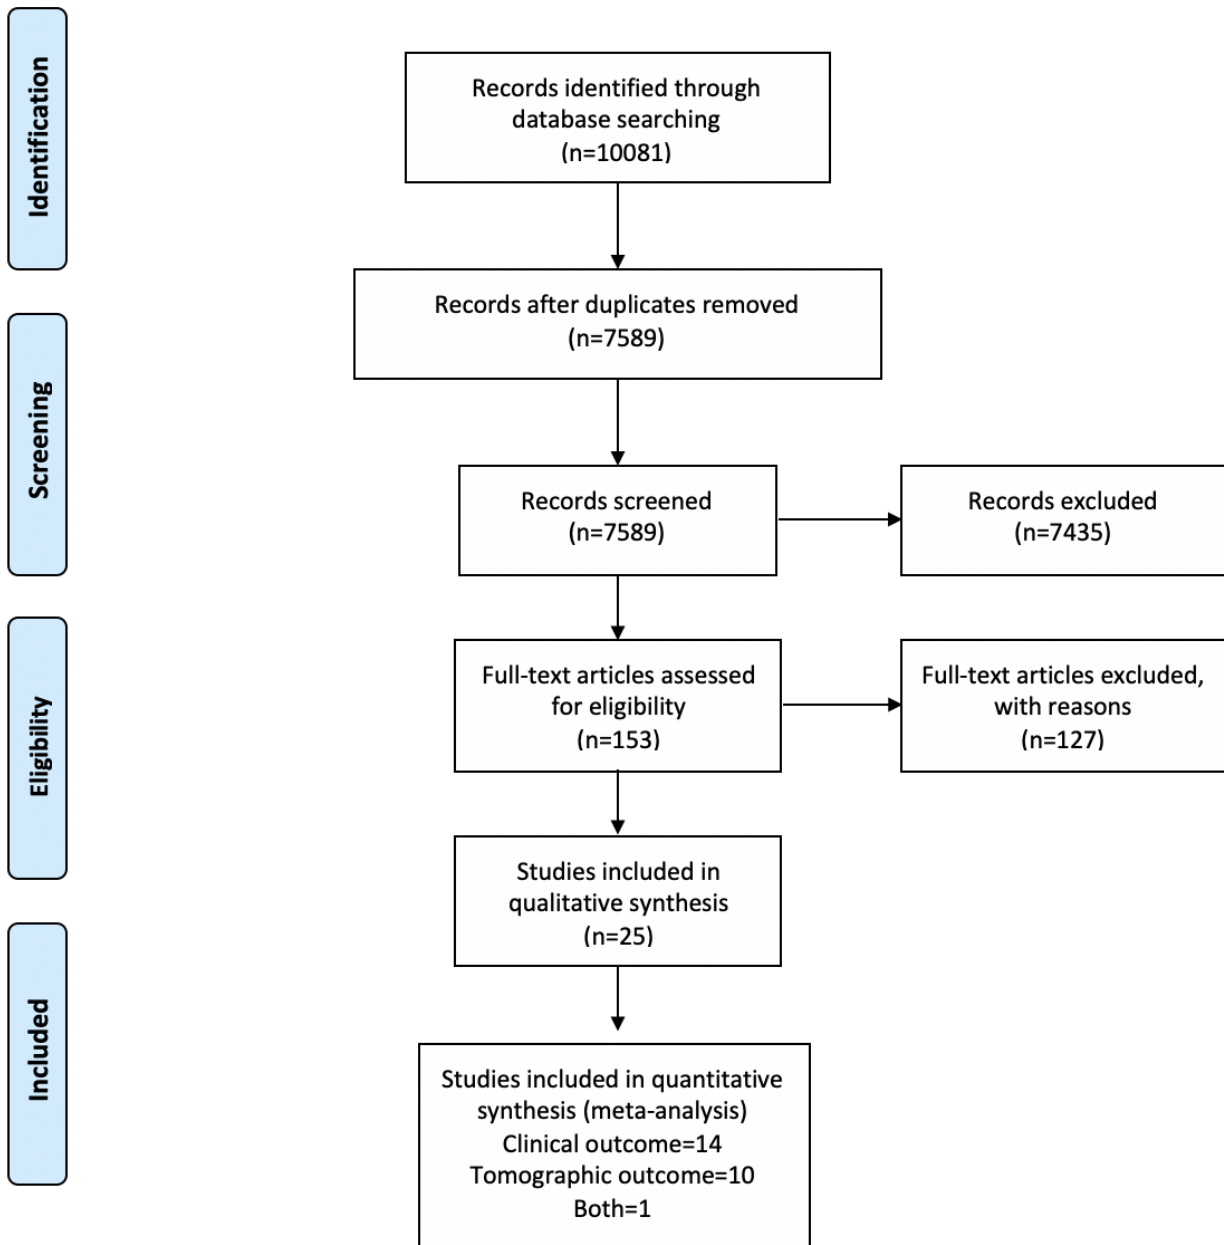 Identification
Records identified through
database searching
(n=10081)
Records after duplicates removed
(n=7589)
Screening
Records screened
(n=7589)
Records excluded
(n=7435)
Eligibility
Full-text articles assessed
for eligibility
(n=153)
Full-text articles excluded,
with reasons
(n=127)
Studies included in
qualitative synthesis
(n=25)
Included
Studies included in quantitative
synthesis (meta-analysis)
Clinical outcome=14
Tomographic outcome=10
Both=1